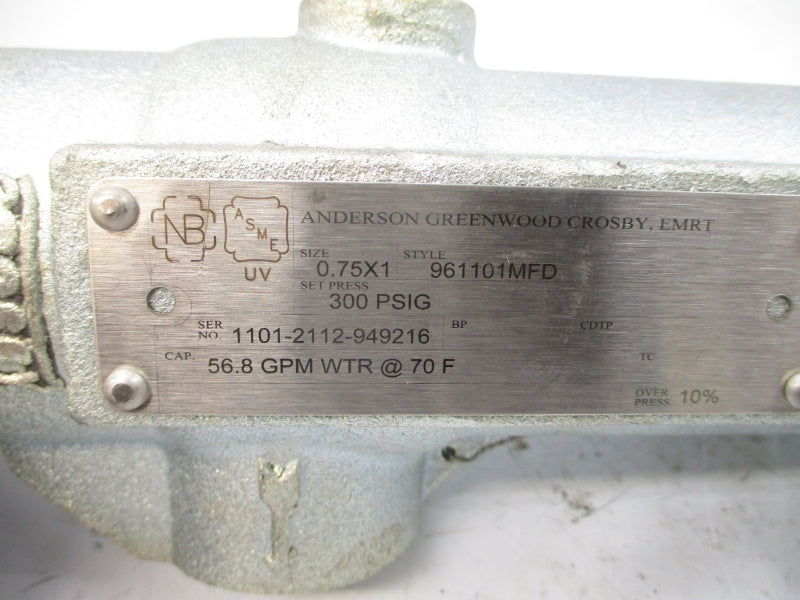 NB
ASME
UV
ANDERSON GREENWOOD CROSBY, EMRT
SIZE 0.75X1 STYLE 961101MFD
SET PRESS 300 PSIG
SER NO. 1101-2112-949216 BP CDTP
CAP. 56.8 GPM WTR @ 70 F TC
OVER PRESS. 10%